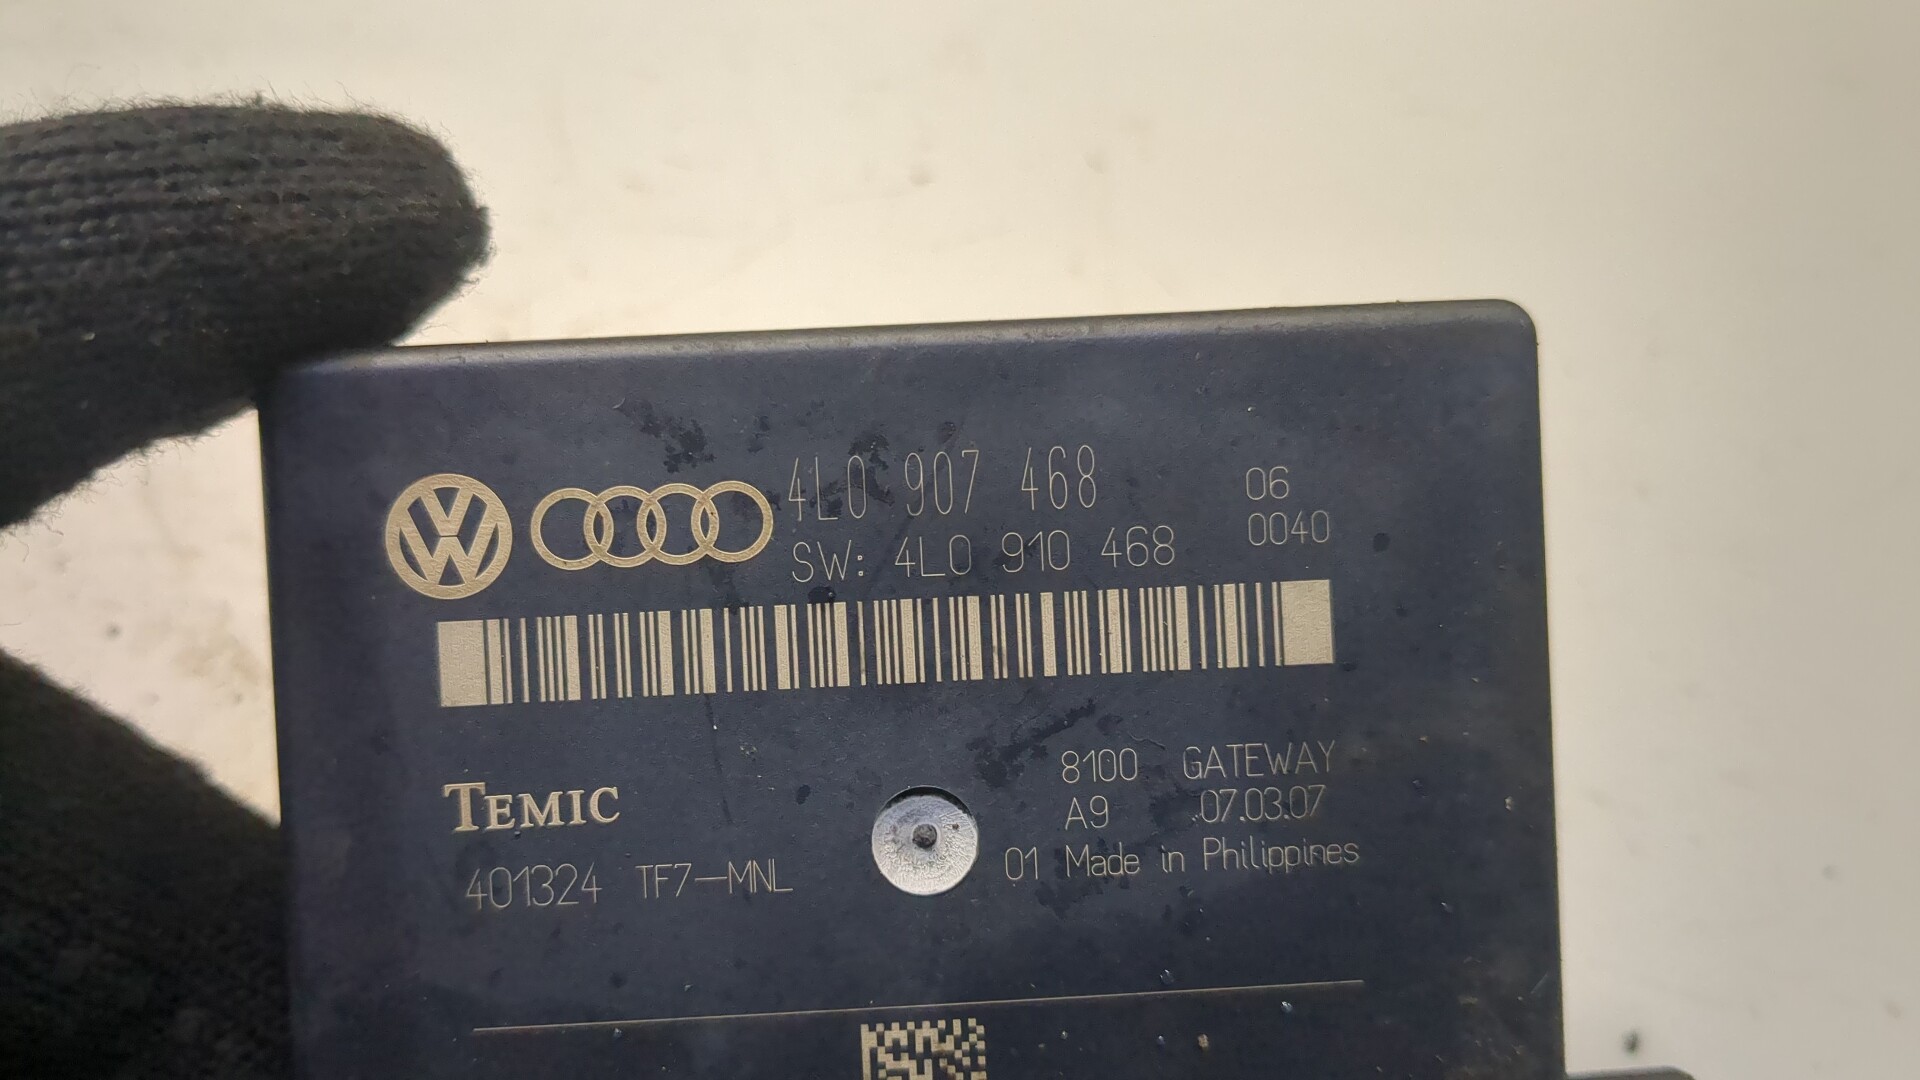 4L0 907 468 06
SW: 4L0 910 468 0040
TEMIC
8100 GATEWAY
A9 07.03.07
401324 TF7-MNL
01 Made in Philippines